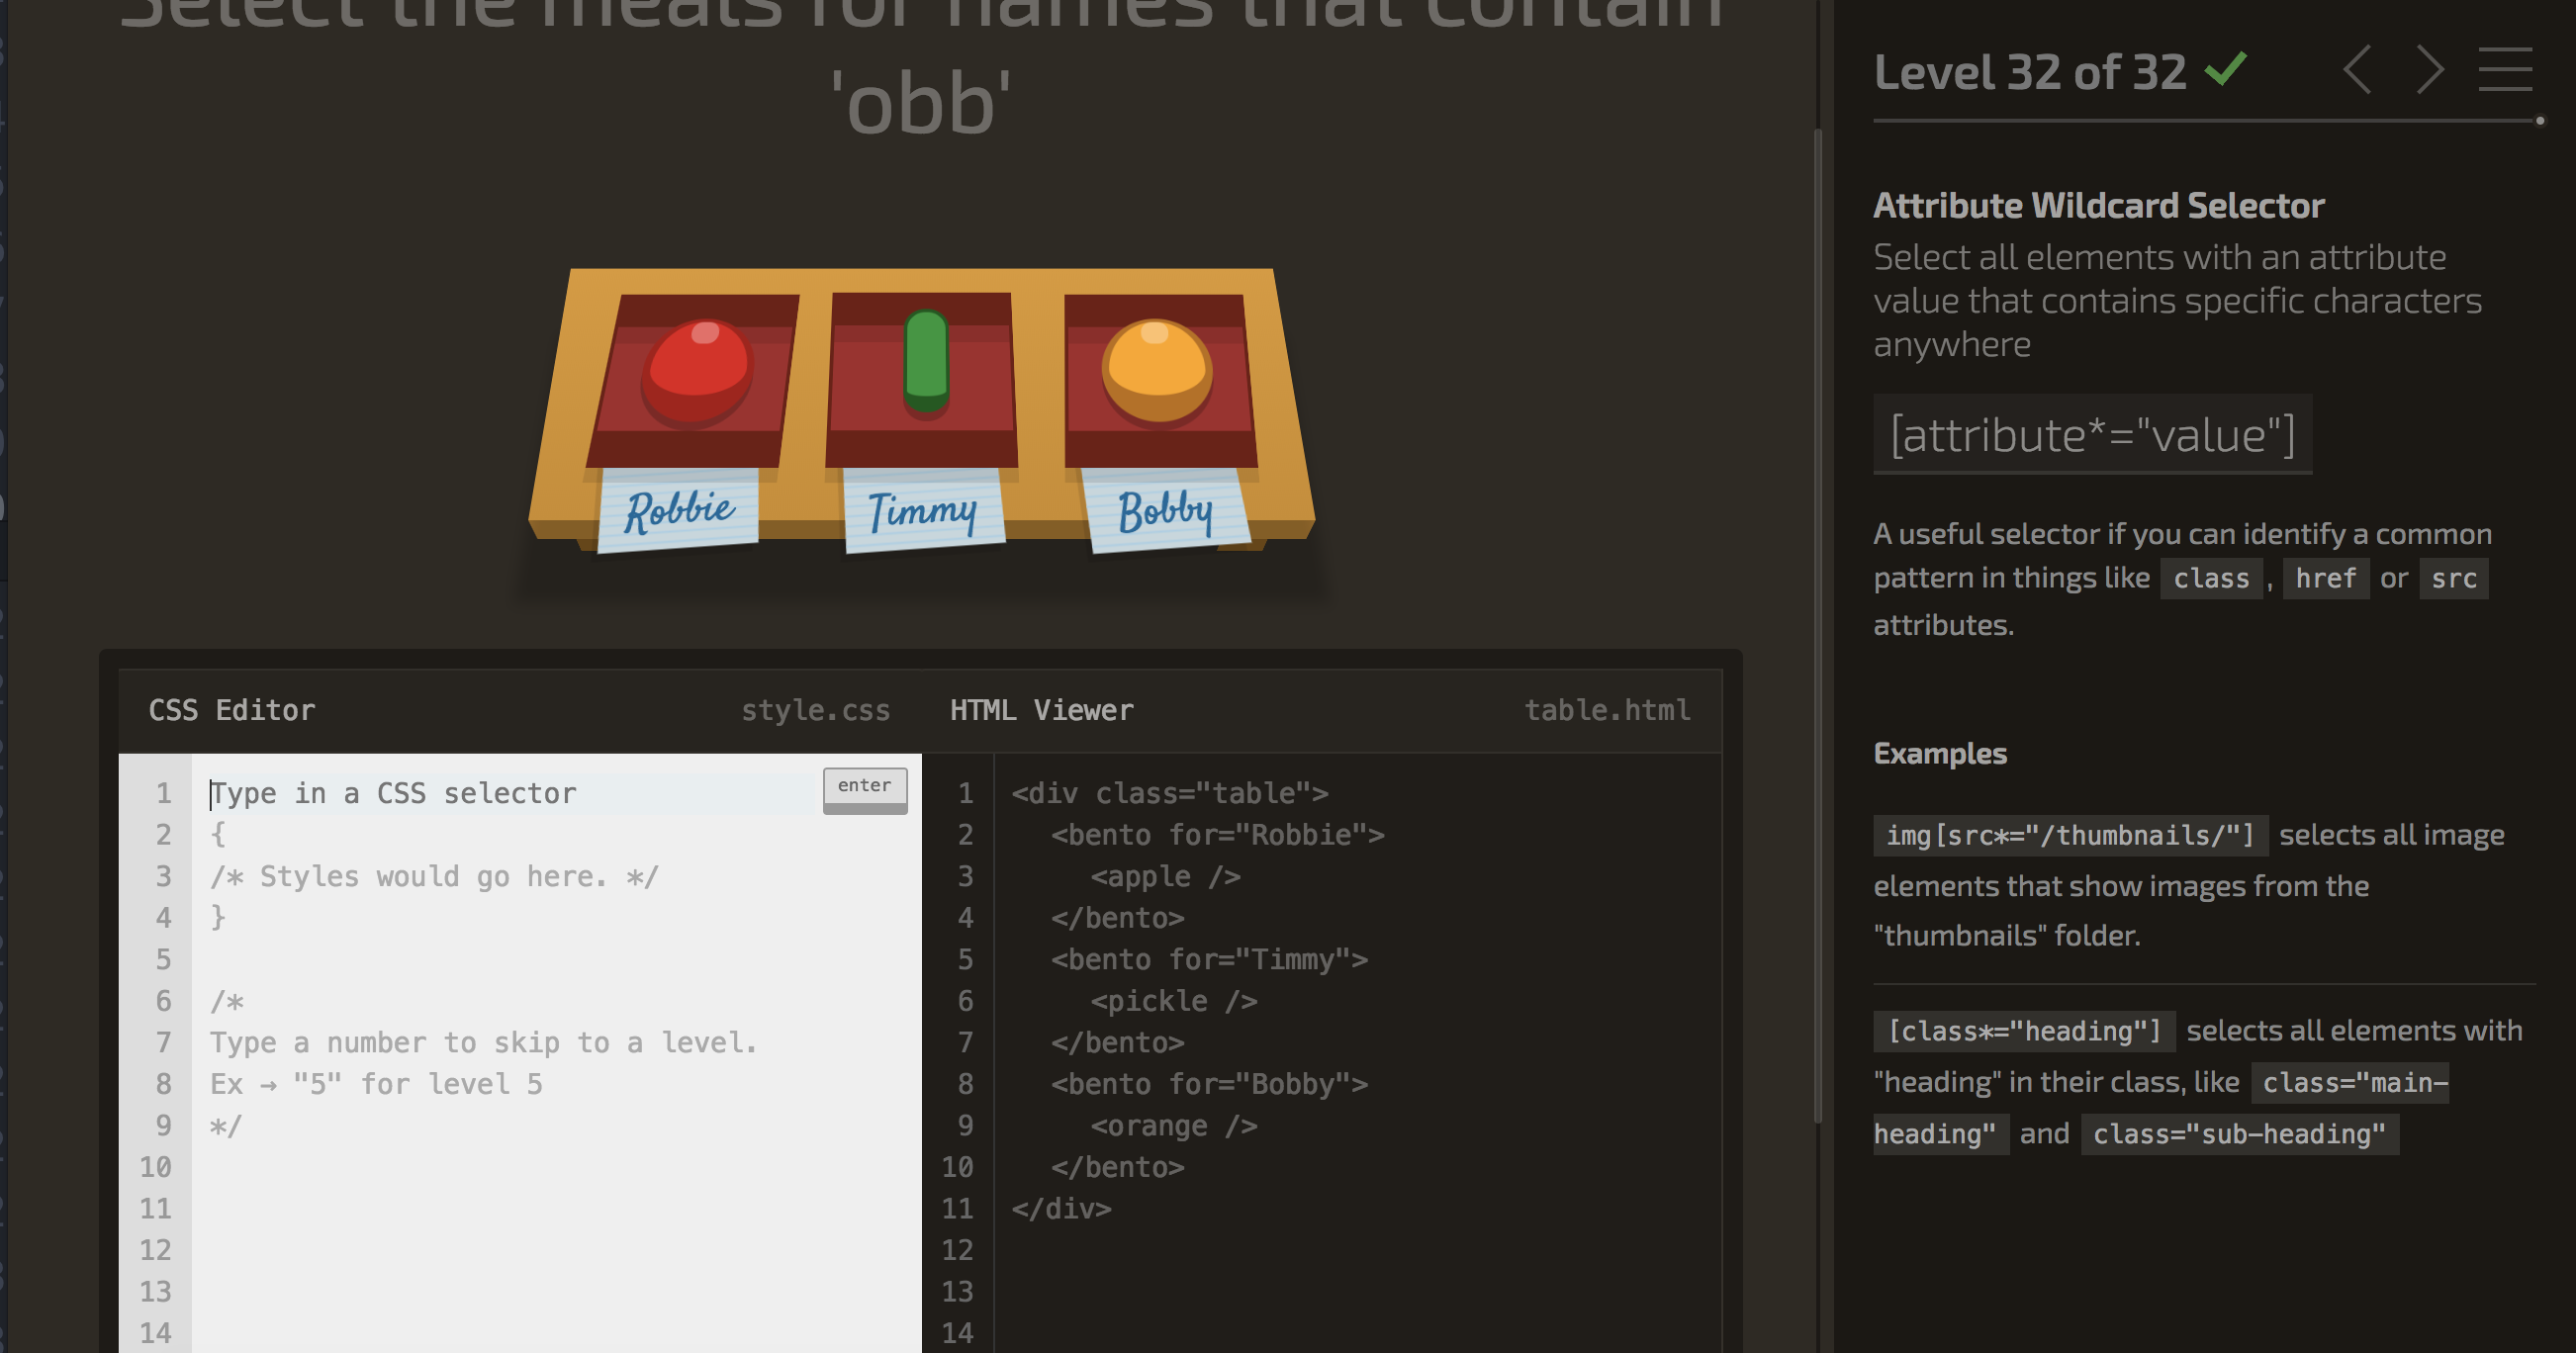 Select the meals for names that contain
'obb'
Robbie
Timmy
Bobby
CSS Editor style.css
1 Type in a CSS selector enter
2 {
3 /* Styles would go here. */
4 }
5
6 /*
7 Type a number to skip to a level.
8 Ex → "5" for level 5
9 */
10
11
12
13
14
HTML Viewer table.html
1 <div class="table">
2 <bento for="Robbie">
3 <apple />
4 </bento>
5 <bento for="Timmy">
6 <pickle />
7 </bento>
8 <bento for="Bobby">
9 <orange />
10 </bento>
11 </div>
12
13
14
Level 32 of 32
Attribute Wildcard Selector
Select all elements with an attribute
value that contains specific characters
anywhere
[attribute*="value"]
A useful selector if you can identify a common
pattern in things like class , href or src
attributes.
Examples
img[src*="/thumbnails/"] selects all image
elements that show images from the
"thumbnails" folder.
[class*="heading"] selects all elements with
"heading" in their class, like class="main-
heading" and class="sub-heading"